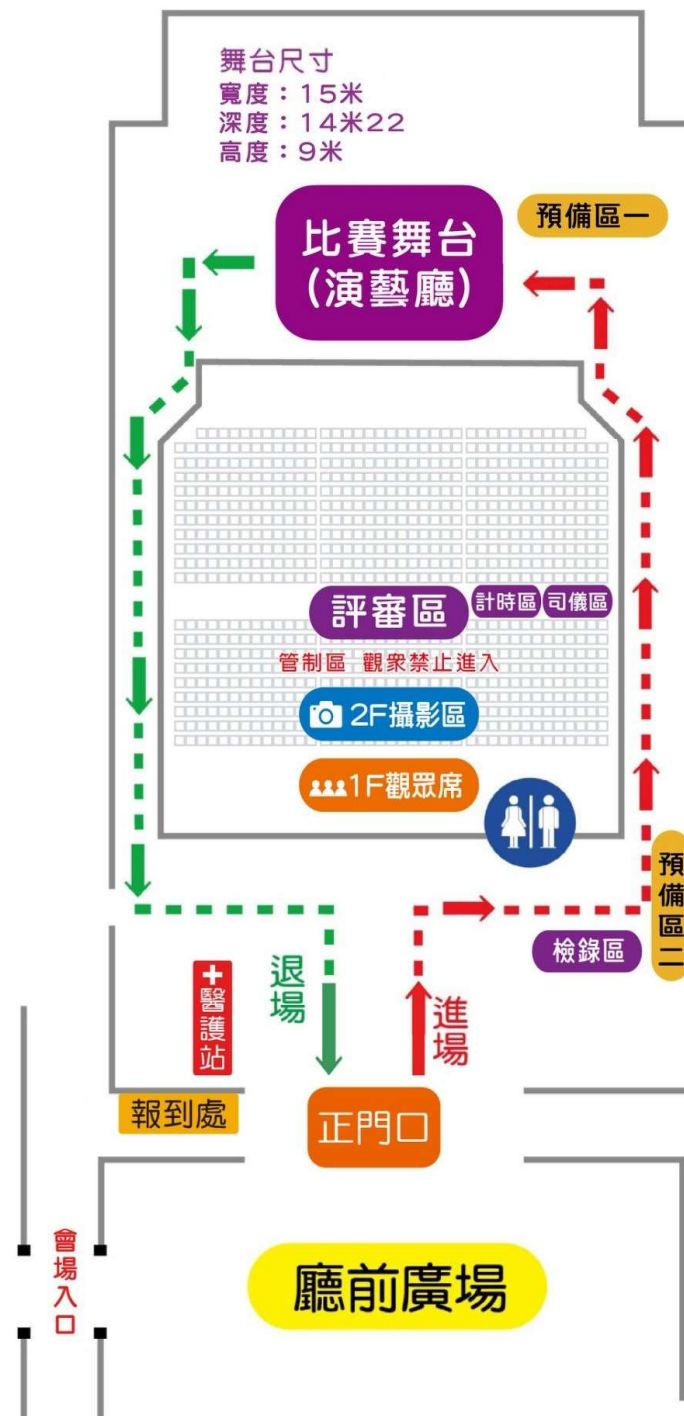 舞台尺寸
寬度：15米
深度：14米22
高度：9米
比賽舞台
(演藝廳)
預備區一
評審區
計時區
司儀區
管制區 觀衆禁止進入
2F攝影區
1F觀眾席
預備區二
檢錄區
退場
進場
醫護站
報到處
正門口
會場入口
廳前廣場